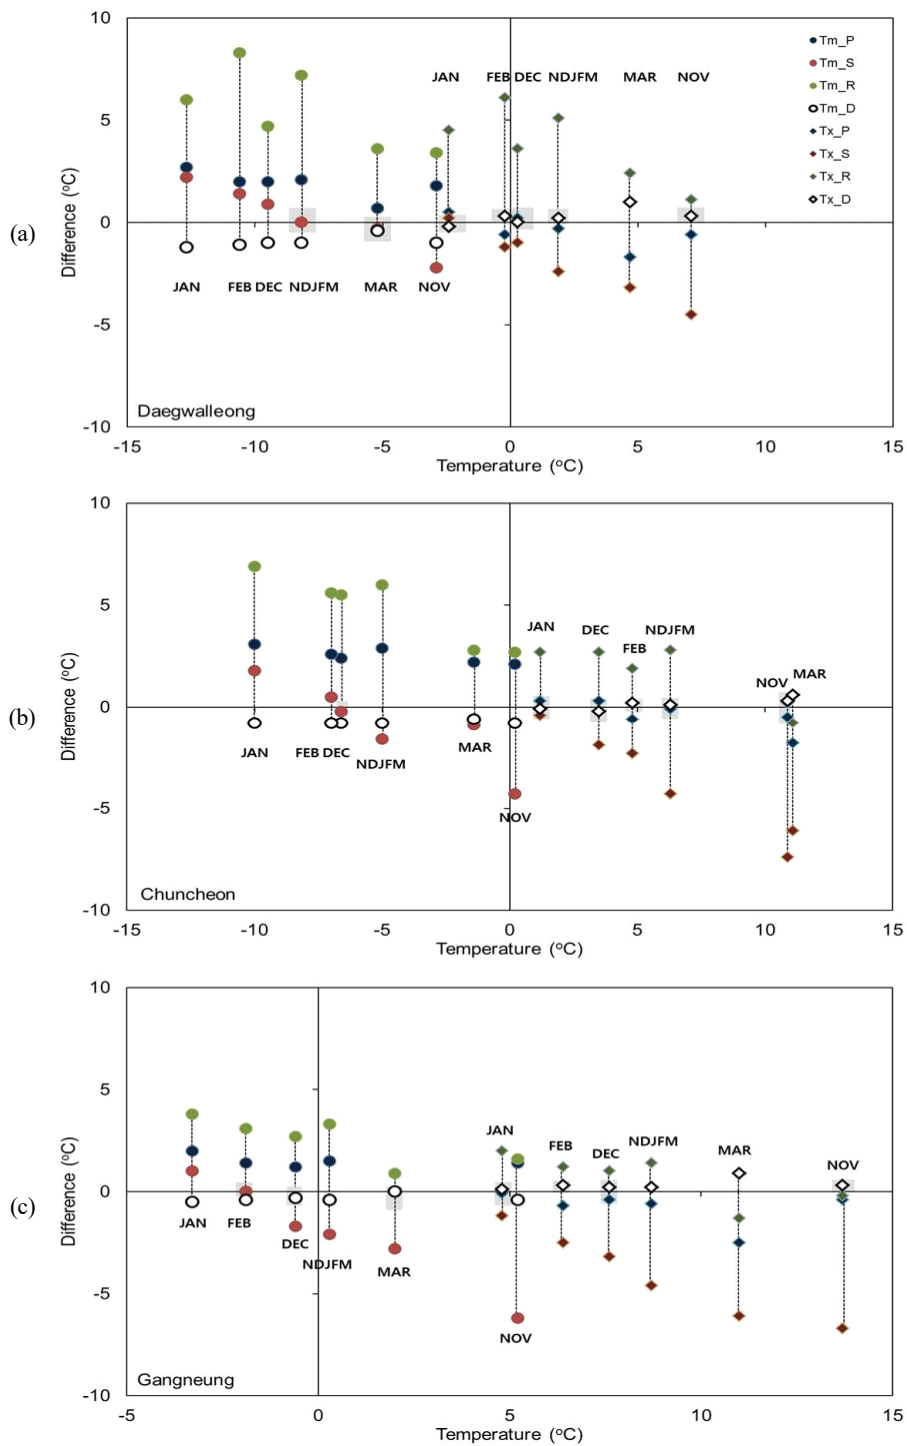 10
Tm_P
Tm_S
JAN FEB DEC NDJFM MAR NOV
Tm_R
Tm_D
5
Tx_P
Tx_S
Tx_R
Tx_D
(a)
Difference (°C)
0
JAN FEB DEC NDJFM MAR NOV
-5
Daegwalleong
-10
-15 -10 -5 0 5 10 15
Temperature (°C)
10
5
JAN DEC NDJFM
FEB
NOV MAR
(b)
Difference (°C)
0
JAN FEB DEC NDJFM MAR
NOV
-5
Chuncheon
-10
-15 -10 -5 0 5 10 15
Temperature (°C)
10
5
JAN FEB DEC NDJFM MAR NOV
(c)
Difference (°C)
0
JAN FEB DEC NDJFM MAR
NOV
-5
Gangneung
-10
-5 0 5 10 15
Temperature (°C)